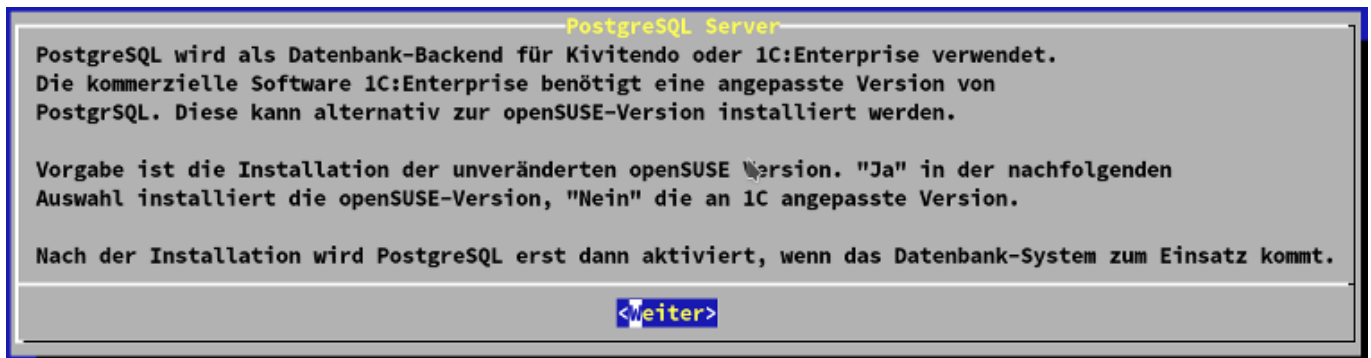 PostgreSQL Server
PostgreSQL wird als Datenbank-Backend für Kivitendo oder 1C:Enterprise verwendet.
Die kommerzielle Software 1C:Enterprise benötigt eine angepasste Version von
PostgrSQL. Diese kann alternativ zur openSUSE-Version installiert werden.
Vorgabe ist die Installation der unveränderten openSUSE Version. "Ja" in der nachfolgenden
Auswahl installiert die openSUSE-Version, "Nein" die an 1C angepasste Version.
Nach der Installation wird PostgreSQL erst dann aktiviert, wenn das Datenbank-System zum Einsatz kommt.
<Weiter>